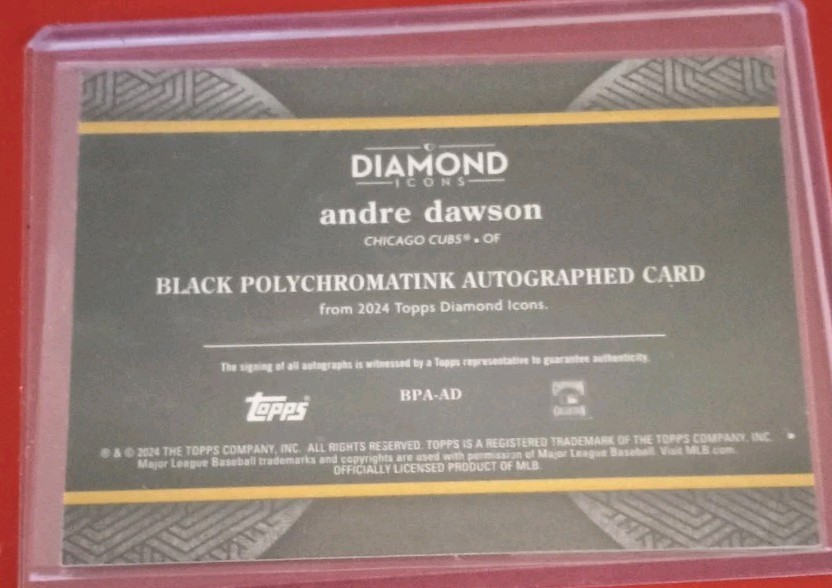 DIAMOND
ICONS
andre dawson
CHICAGO CUBS® • OF
BLACK POLYCHROMATINK AUTOGRAPHED CARD
from 2024 Topps Diamond Icons.
The signing of all autographs is witnessed by a Topps representative to guarantee authenticity.
Topps®
BPA-AD
® & © 2024 THE TOPPS COMPANY, INC. ALL RIGHTS RESERVED. TOPPS IS A REGISTERED TRADEMARK OF THE TOPPS COMPANY, INC.
Major League Baseball trademarks and copyrights are used with permission of Major League Baseball. Visit MLB.com.
OFFICIALLY LICENSED PRODUCT OF MLB.